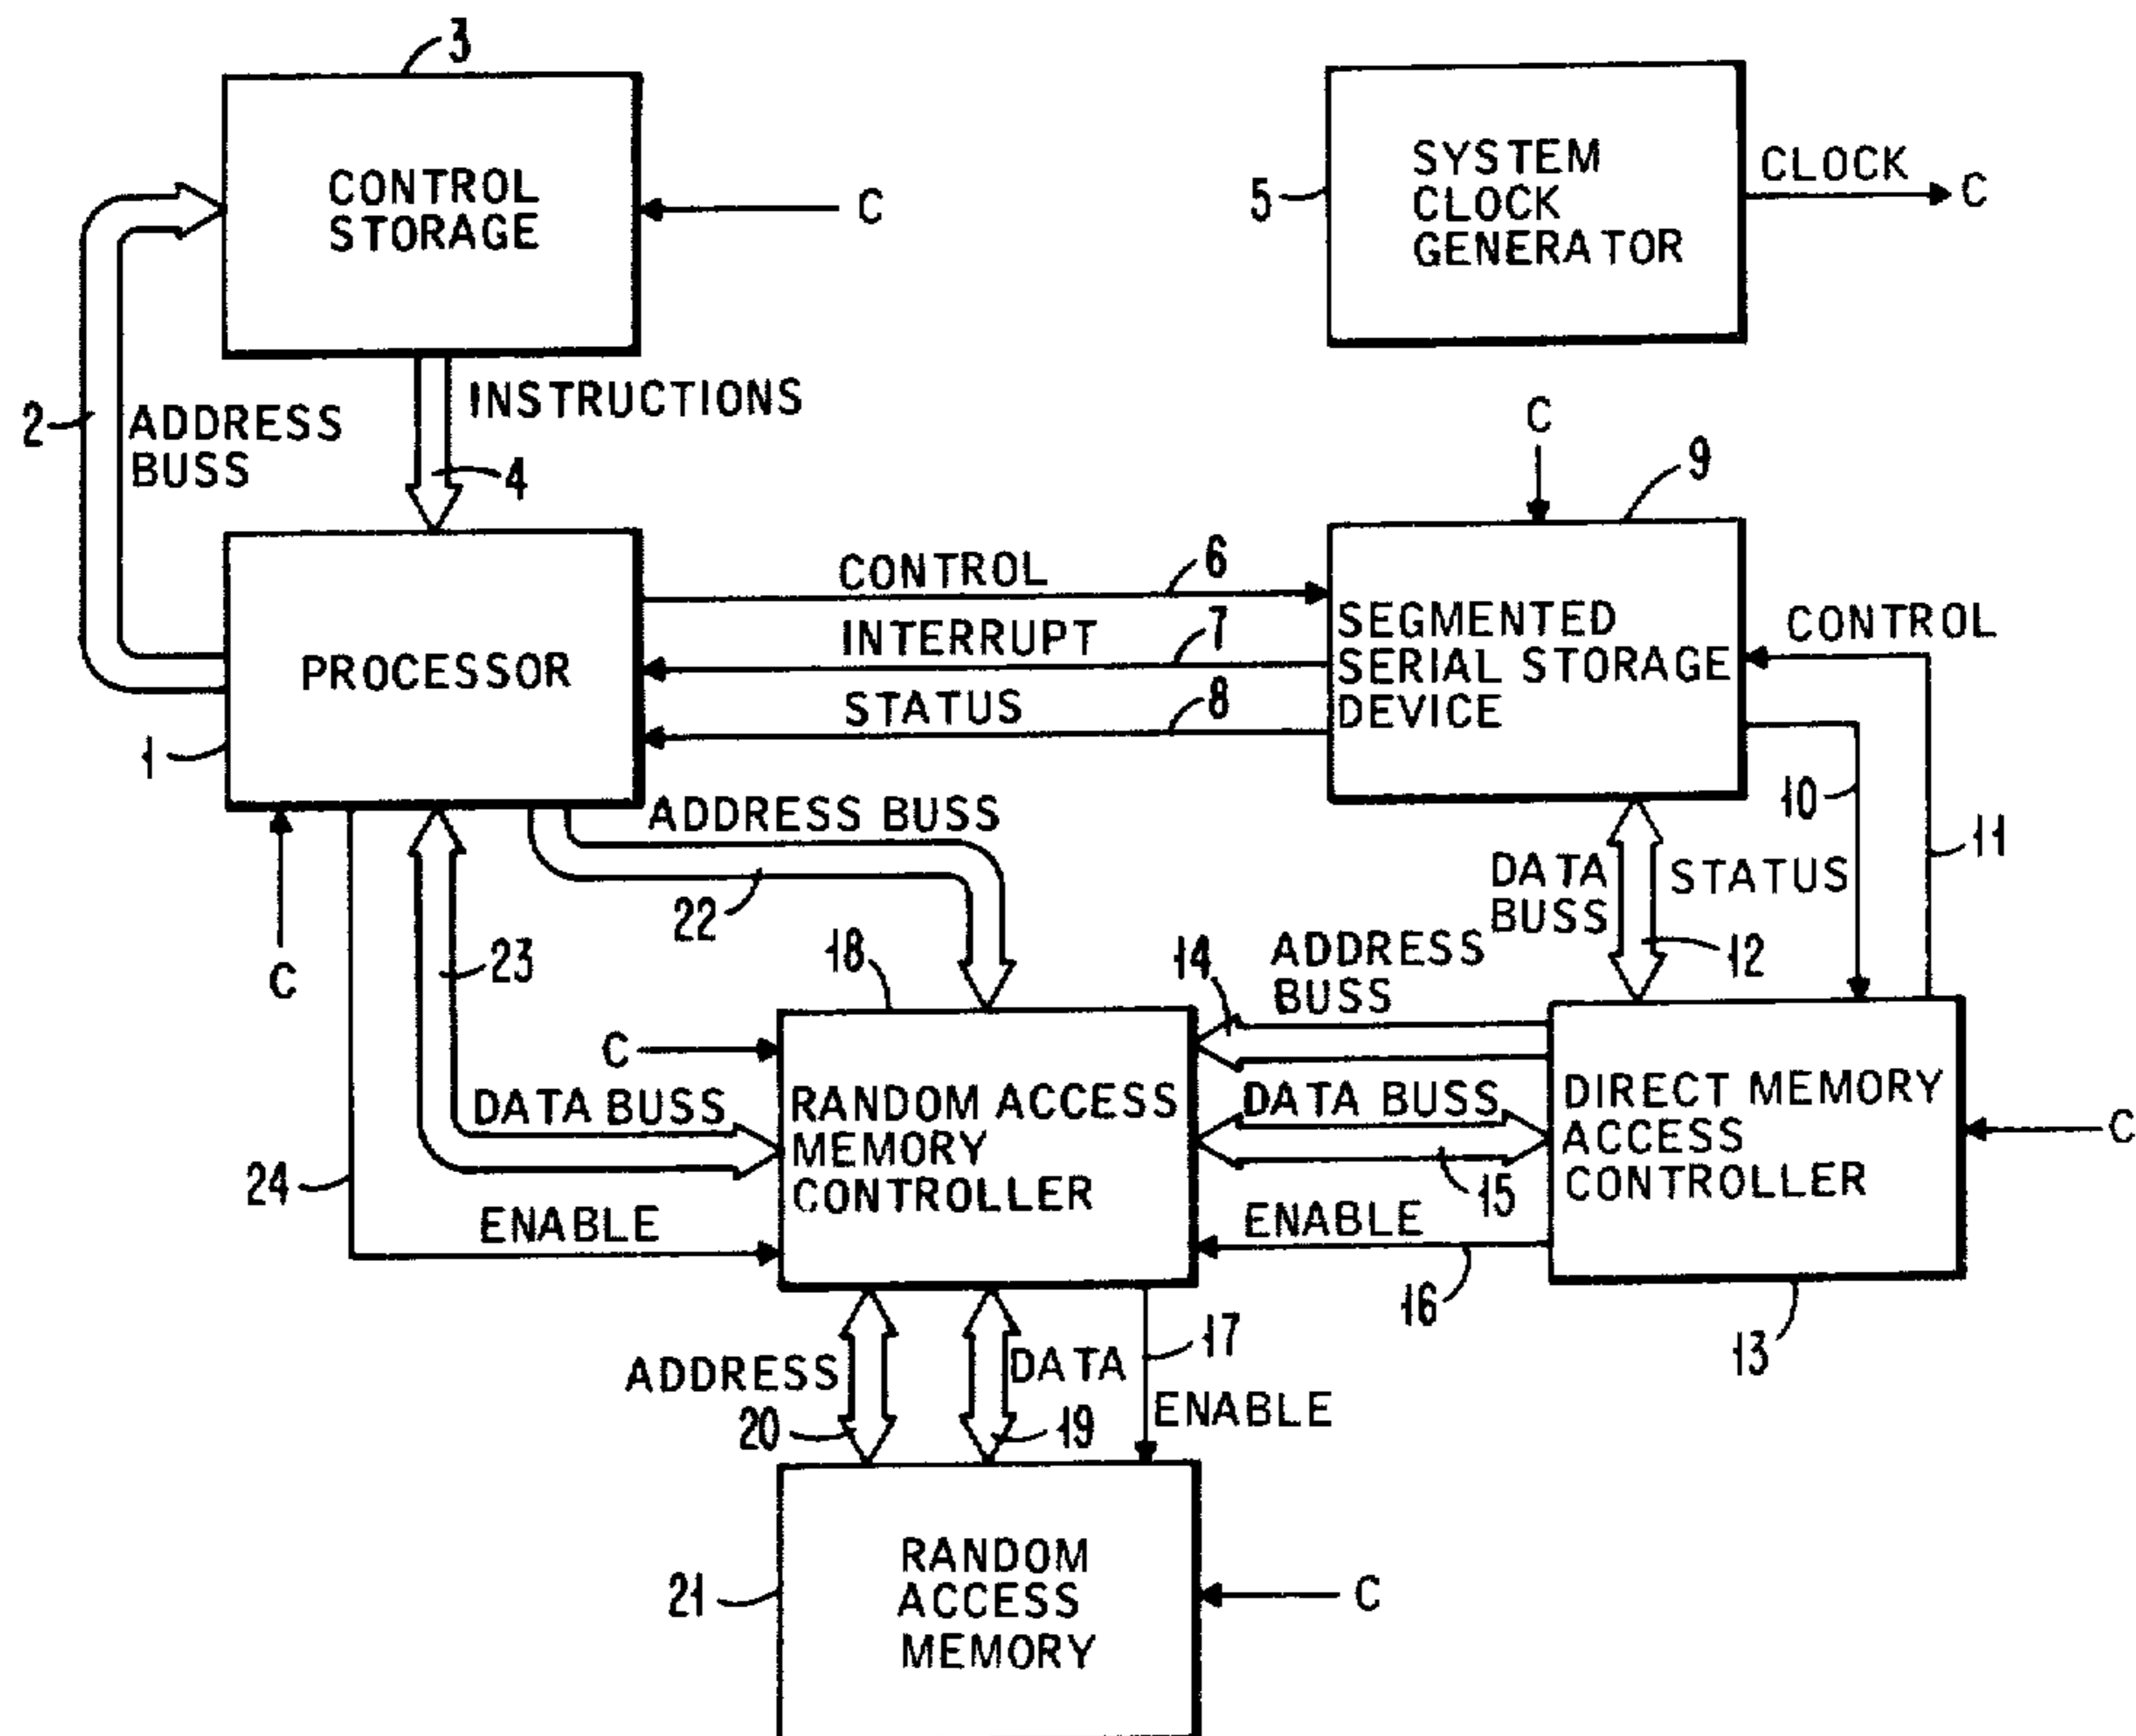 3
CONTROL
STORAGE
C
5
SYSTEM
CLOCK
GENERATOR
CLOCK
C
2
ADDRESS
BUSS
INSTRUCTIONS
4
C
9
1
PROCESSOR
CONTROL
6
INTERRUPT
7
STATUS
8
SEGMENTED
SERIAL STORAGE
DEVICE
CONTROL
10
11
C
ADDRESS BUSS
22
23
DATA
BUSS
STATUS
12
18
14
ADDRESS
BUSS
C
DATA BUSS
24
ENABLE
RANDOM ACCESS
MEMORY
CONTROLLER
DATA BUSS
15
ENABLE
16
DIRECT MEMORY
ACCESS
CONTROLLER
C
13
ADDRESS
20
DATA
19
17
ENABLE
21
RANDOM
ACCESS
MEMORY
C